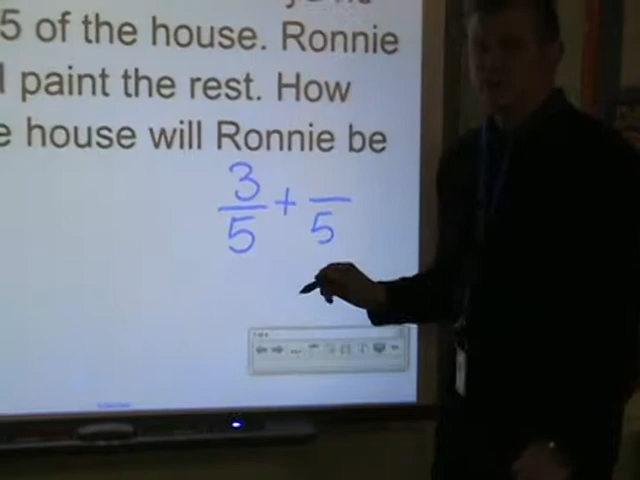 5 of the house. Ronnie
paint the rest. How
house will Ronnie be
3/5 + /5